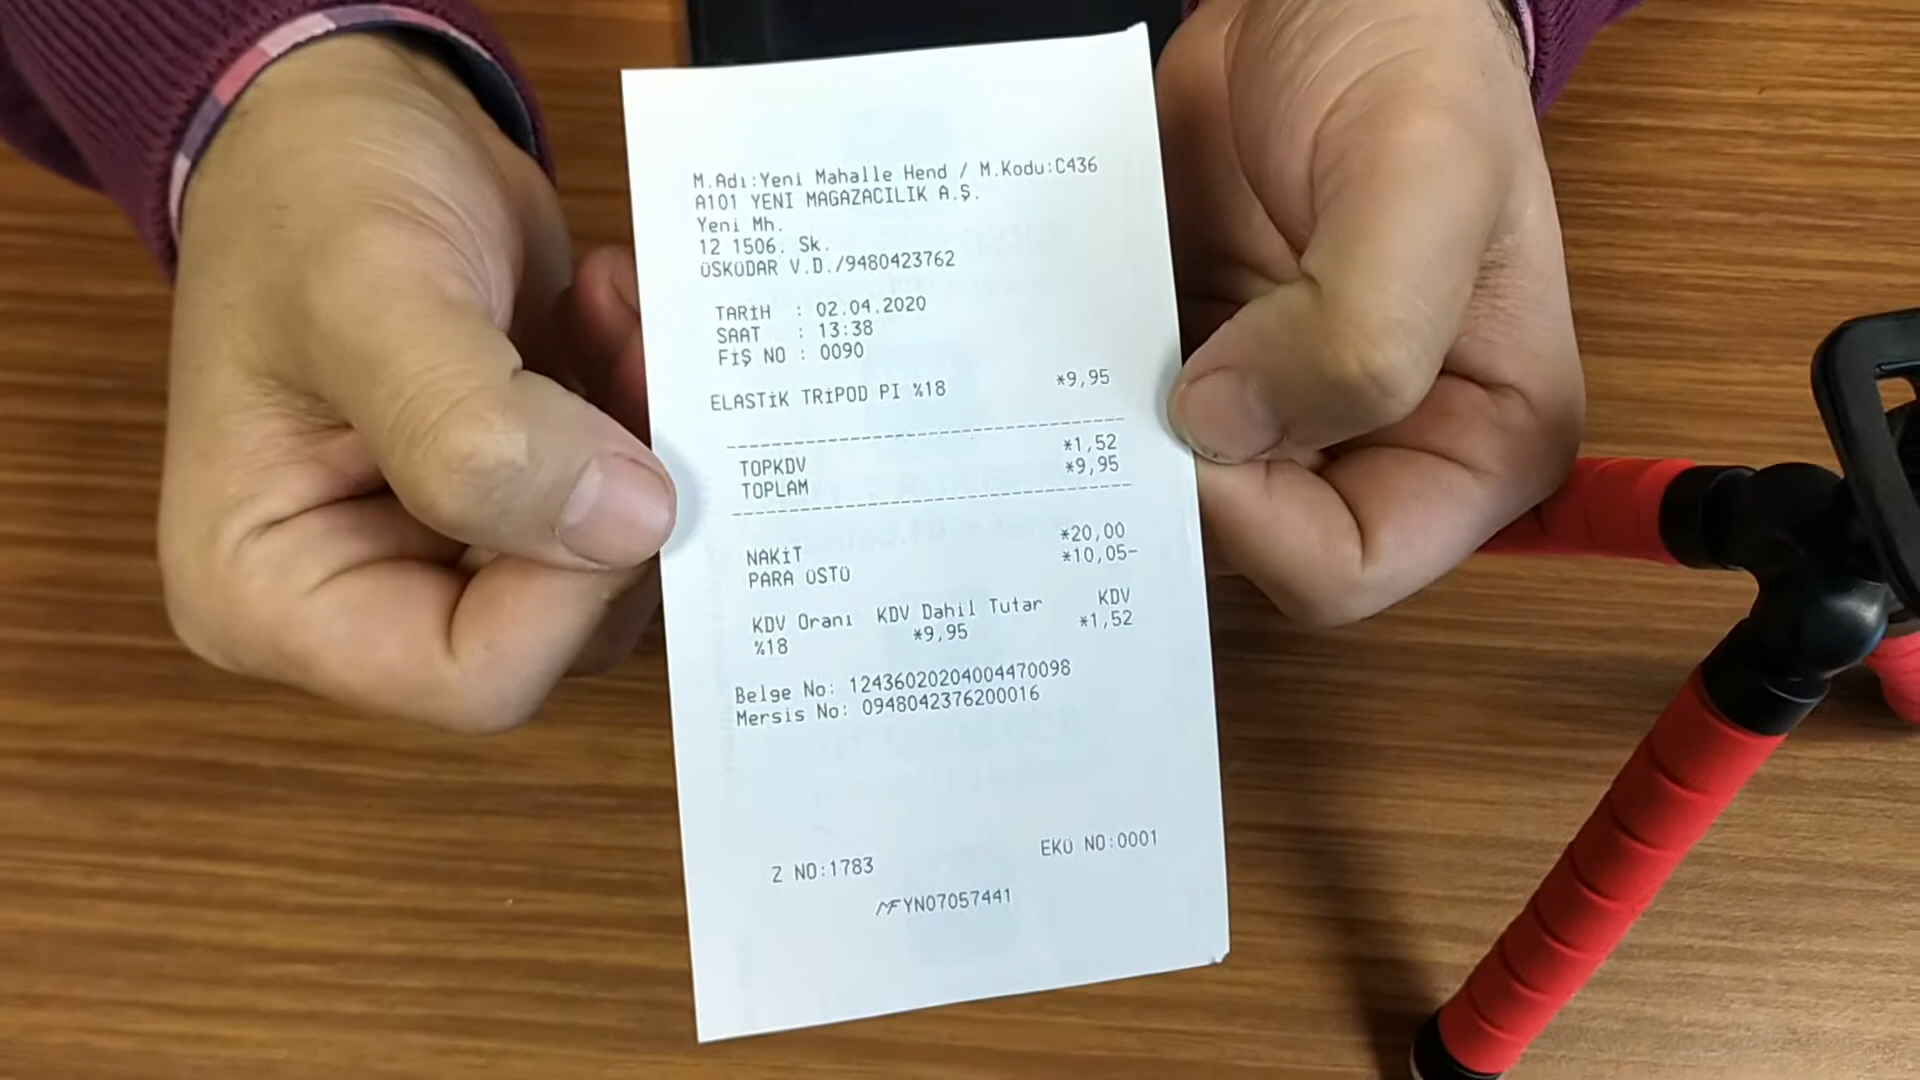 M.Adı:Yeni Mahalle Hend / M.Kodu:C436
A101 YENI MAGAZACILIK A.Ş.
Yeni Mh.
12 1506. Sk.
ÜSKÜDAR V.D./9480423762
TARİH : 02.04.2020
SAAT : 13:38
FİŞ NO : 0090
ELASTİK TRİPOD PI %18 *9,95
TOPKDV *1,52
TOPLAM *9,95
NAKİT *20,00
PARA ÜSTÜ *10,05-
KDV Oranı KDV Dahil Tutar KDV
%18 *9,95 *1,52
Belge No: 12436020204004470098
Mersis No: 0948042376200016
Z NO:1783 EKÜ NO:0001
MF YN07057441